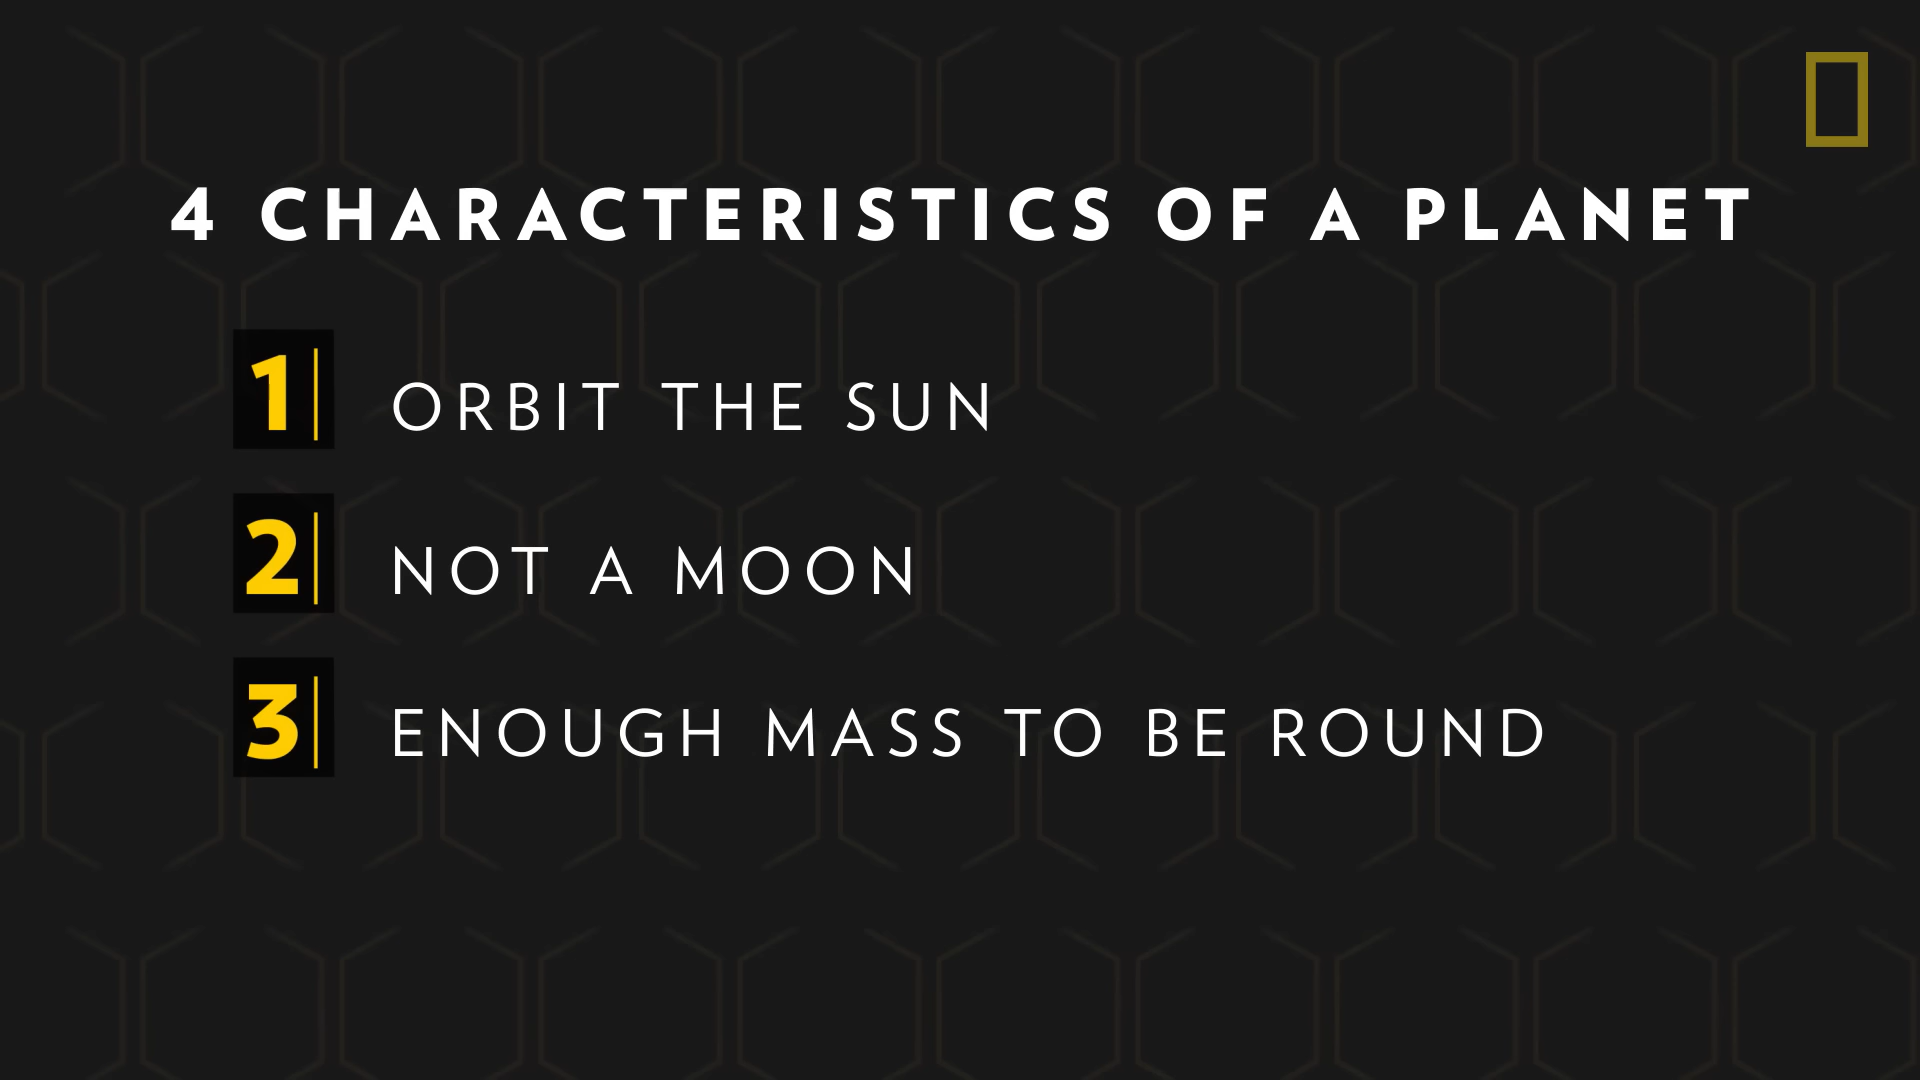 4 CHARACTERISTICS OF A PLANET
1 ORBIT THE SUN
2 NOT A MOON
3 ENOUGH MASS TO BE ROUND